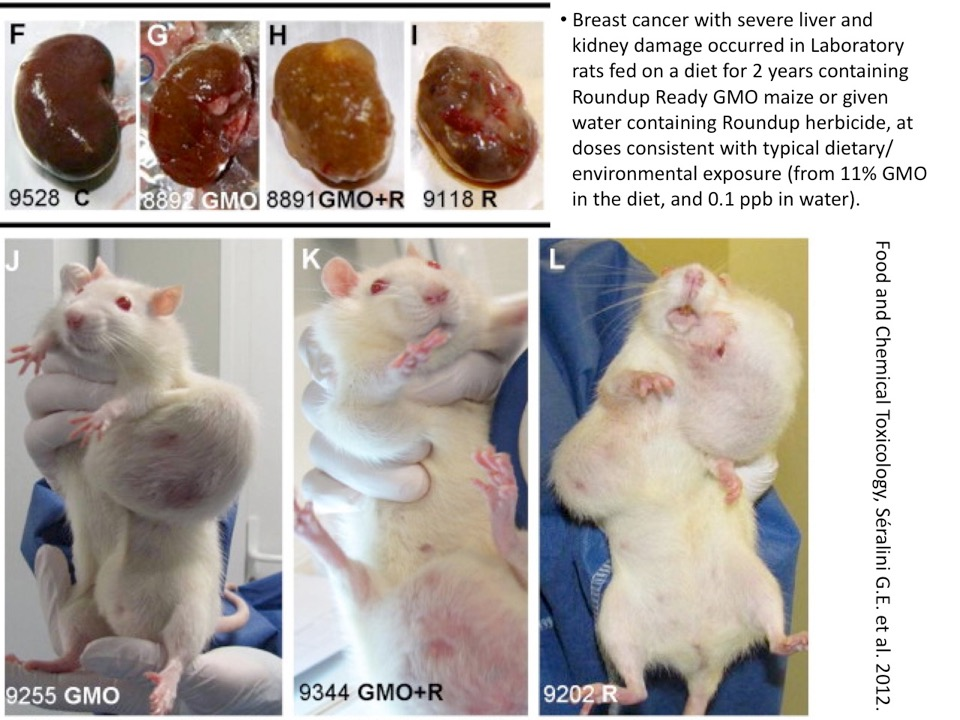 F
G
H
I
9528 C
8892 GMO
8891GMO+R
9118 R
• Breast cancer with severe liver and
kidney damage occurred in Laboratory
rats fed on a diet for 2 years containing
Roundup Ready GMO maize or given
water containing Roundup herbicide, at
doses consistent with typical dietary/
environmental exposure (from 11% GMO
in the diet, and 0.1 ppb in water).
J
K
L
9255 GMO
9344 GMO+R
9202 R
Food and Chemical Toxicology, Séralini G.E. et al. 2012.